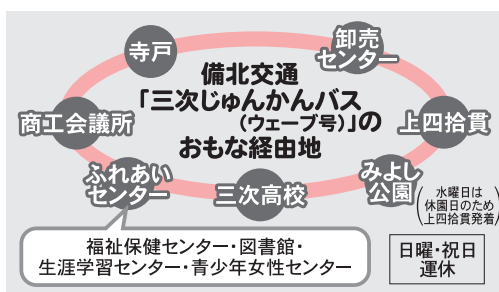 寺戸
卸売
センター
備北交通
「三次じゅんかんバス
(ウェーブ号)」の
おもな経由地
商工会議所
上四拾貫
ふれあい
センター
三次高校
みよし
公園
(水曜日は
休園日のため
上四拾貫発着)
福祉保健センター・図書館・
生涯学習センター・青少年女性センター
日曜・祝日
運休